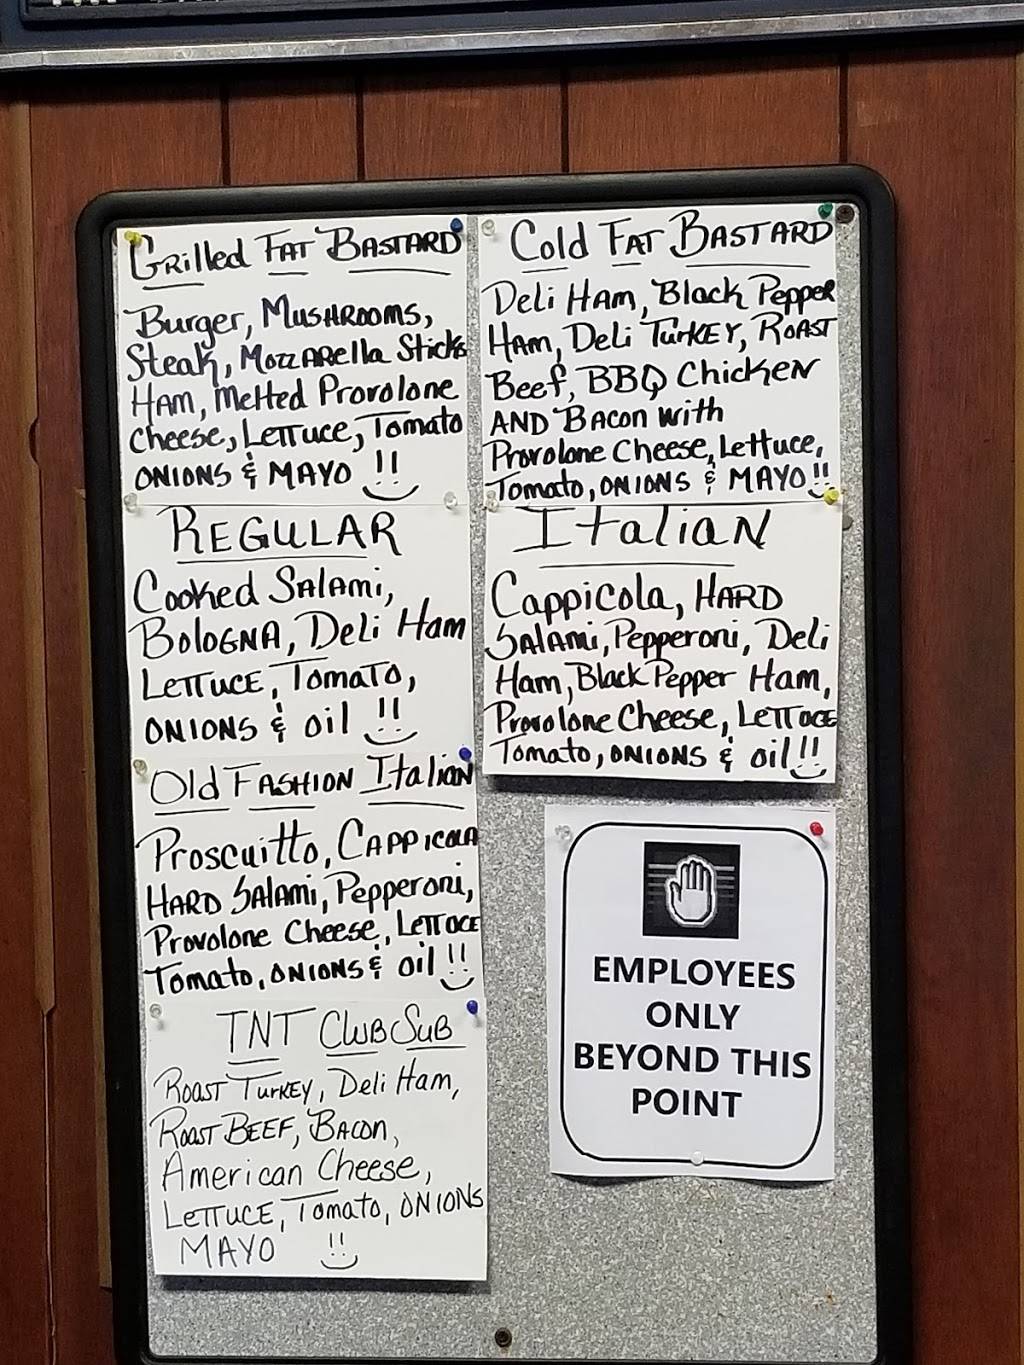 Grilled Fat Bastard
Burger, Mushrooms,
Steak, Mozzarella Sticks
Ham, Melted Provolone
Cheese, Lettuce, Tomato
Onions & Mayo !!
Cold Fat Bastard
Deli Ham, Black Pepper
Ham, Deli Turkey, Roast
Beef, BBQ Chicken
And Bacon with
Provolone Cheese, Lettuce,
Tomato, Onions & Mayo !!
Regular
Cooked Salami,
Bologna, Deli Ham
Lettuce, Tomato,
Onions & Oil !!
Italian
Cappicola, Hard
Salami, Pepperoni, Deli
Ham, Black Pepper Ham,
Provolone Cheese, Lettuce
Tomato, Onions & Oil !!
Old Fashion Italian
Proscuitto, Cappicola
Hard Salami, Pepperoni,
Provolone Cheese, Lettuce
Tomato, Onions & Oil !!
TNT Club Sub
Roast Turkey, Deli Ham,
Roast Beef, Bacon,
American Cheese,
Lettuce, Tomato, Onions
Mayo !!
EMPLOYEES
ONLY
BEYOND THIS
POINT